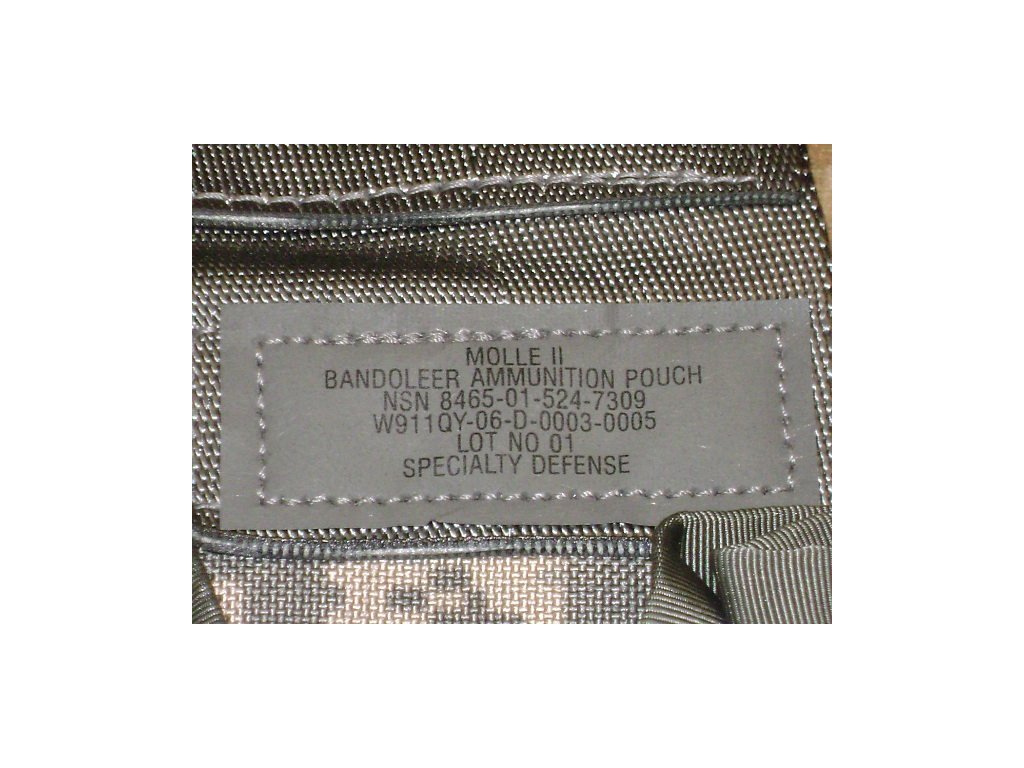 MOLLE II
BANDOLEER AMMUNITION POUCH
NSN 8465-01-524-7309
W911QY-06-D-0003-0005
LOT NO 01
SPECIALTY DEFENSE